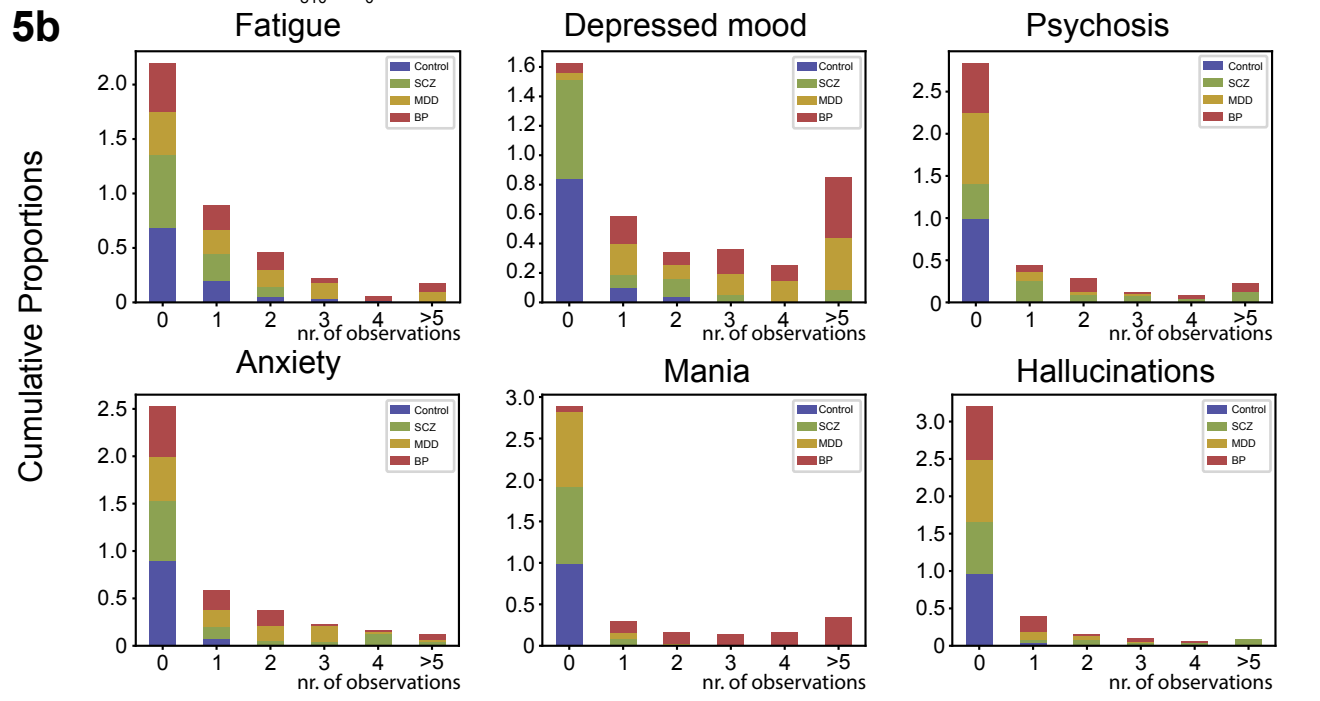 5b
Cumulative Proportions
Fatigue
2.0
1.5
1.0
0.5
0
Control
SCZ
MDD
BP
0 1 2 3 4 >5
nr. of observations
Depressed mood
1.6
1.4
1.2
1.0
0.8
0.6
0.4
0.2
0
Control
SCZ
MDD
BP
0 1 2 3 4 >5
nr. of observations
Psychosis
2.5
2.0
1.5
1.0
0.5
0
Control
SCZ
MDD
BP
0 1 2 3 4 >5
nr. of observations
Anxiety
2.5
2.0
1.5
1.0
0.5
0
Control
SCZ
MDD
BP
0 1 2 3 4 >5
nr. of observations
Mania
3.0
2.5
2.0
1.5
1.0
0.5
0
Control
SCZ
MDD
BP
0 1 2 3 4 >5
nr. of observations
Hallucinations
3.0
2.5
2.0
1.5
1.0
0.5
0
Control
SCZ
MDD
BP
0 1 2 3 4 >5
nr. of observations